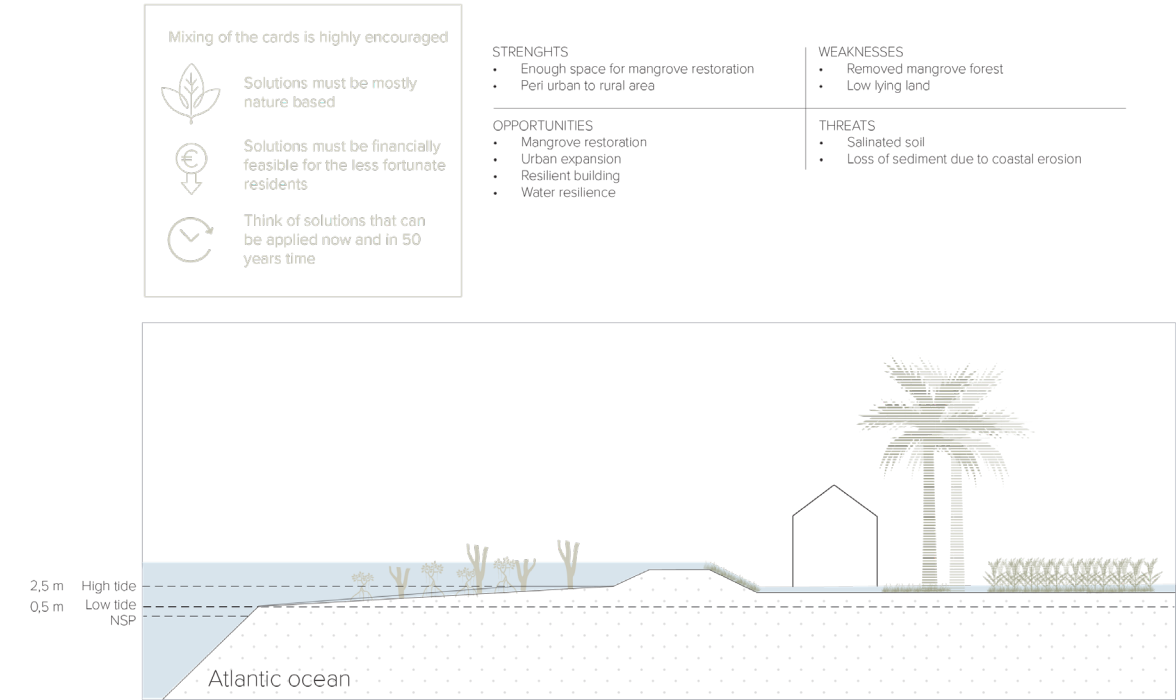 Mixing of the cards is highly encouraged
Solutions must be mostly
nature based
Solutions must be financially
feasible for the less fortunate
residents
Think of solutions that can
be applied now and in 50
years time
STRENGHTS
• Enough space for mangrove restoration
• Peri urban to rural area
WEAKNESSES
• Removed mangrove forest
• Low lying land
OPPORTUNITIES
• Mangrove restoration
• Urban expansion
• Resilient building
• Water resilience
THREATS
• Salinated soil
• Loss of sediment due to coastal erosion
2,5 m High tide
0,5 m Low tide
NSP
Atlantic ocean